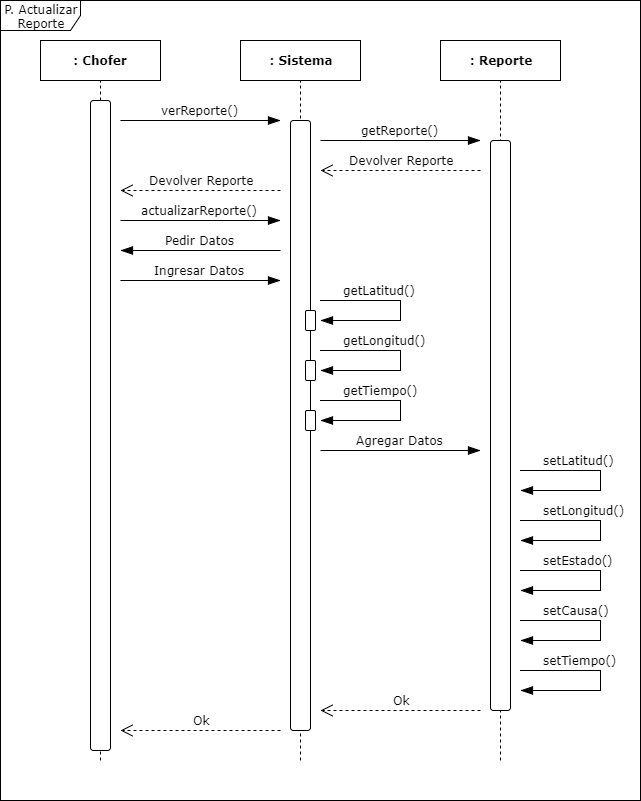 P. Actualizar
Reporte
: Chofer
: Sistema
: Reporte
verReporte()
getReporte()
Devolver Reporte
Devolver Reporte
actualizarReporte()
Pedir Datos
Ingresar Datos
getLatitud()
getLongitud()
getTiempo()
Agregar Datos
setLatitud()
setLongitud()
setEstado()
setCausa()
setTiempo()
Ok
Ok